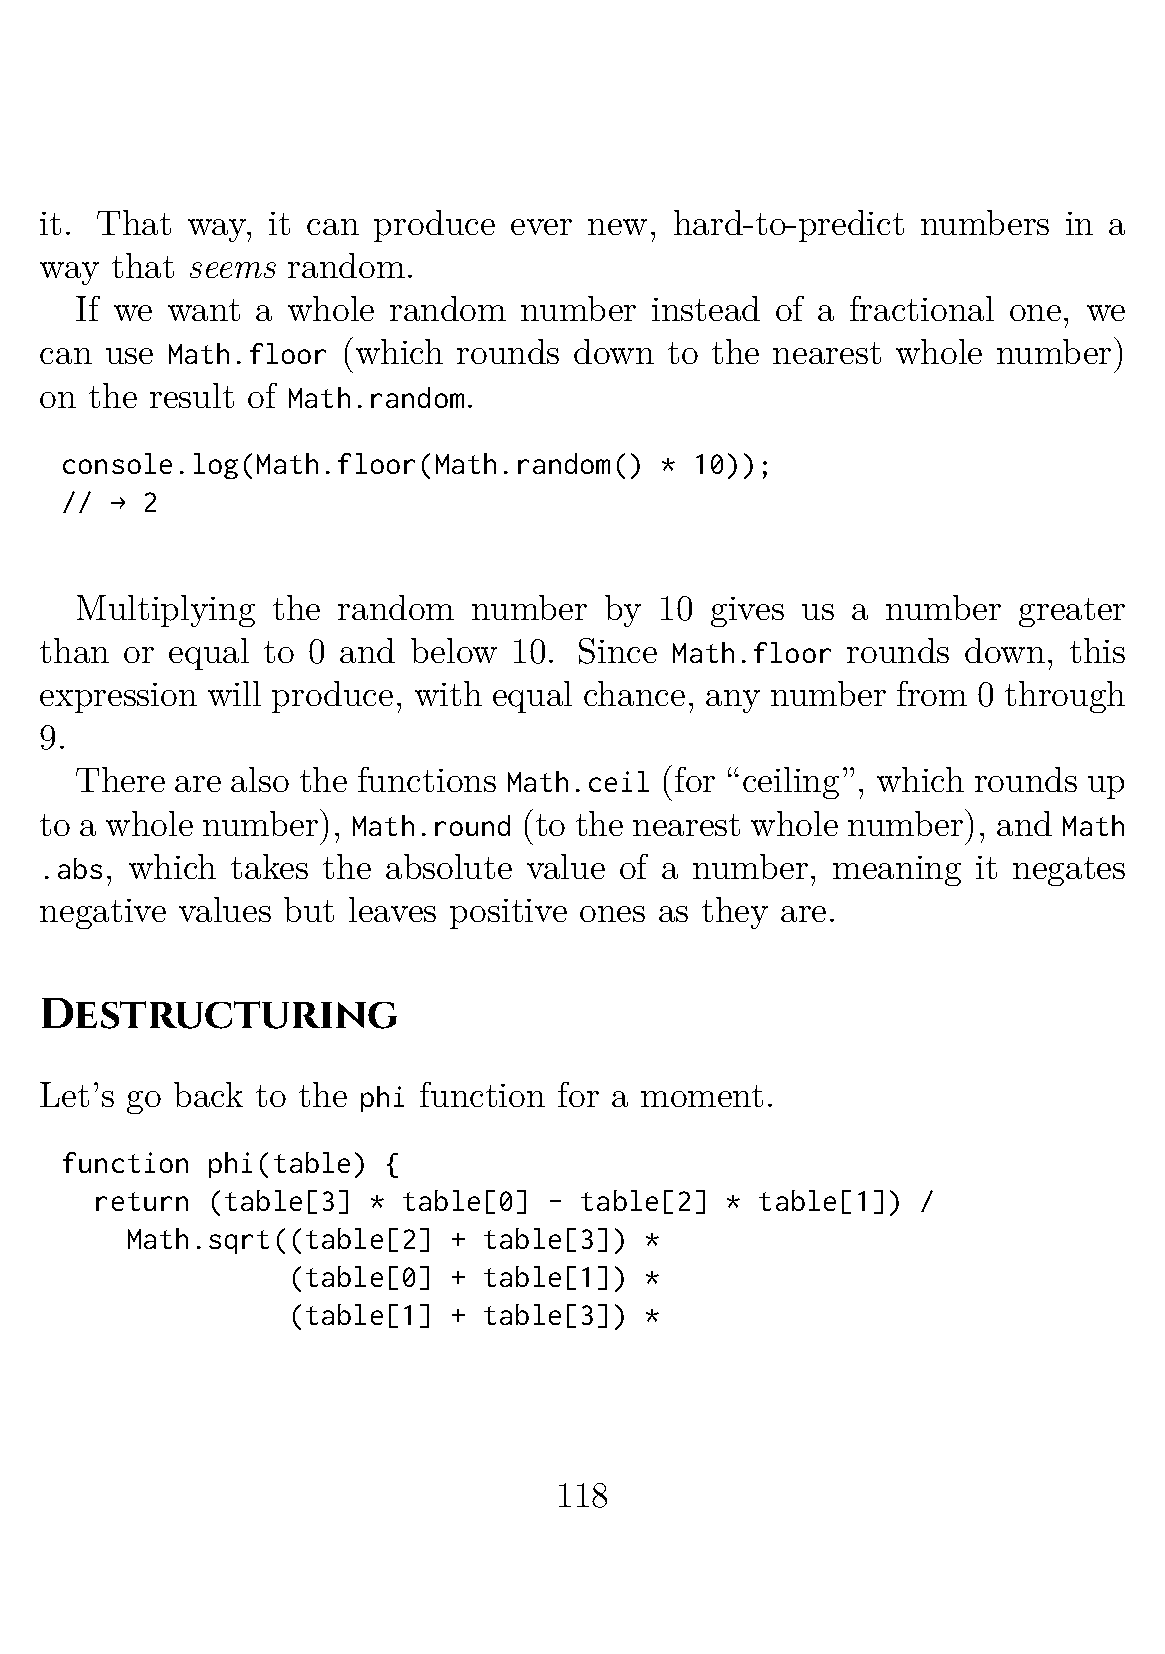 it. That way, it can produce ever new, hard-to-predict numbers in a
way that seems random.
If we want a whole random number instead of a fractional one, we
can use Math.floor (which rounds down to the nearest whole number)
on the result of Math.random.
console.log(Math.floor(Math.random() * 10));
// → 2
Multiplying the random number by 10 gives us a number greater
than or equal to 0 and below 10. Since Math.floor rounds down, this
expression will produce, with equal chance, any number from 0 through
9.
There are also the functions Math.ceil (for “ceiling”, which rounds up
to a whole number), Math.round (to the nearest whole number), and Math
.abs, which takes the absolute value of a number, meaning it negates
negative values but leaves positive ones as they are.
Destructuring
Let’s go back to the phi function for a moment.
function phi(table) {
  return (table[3] * table[0] - table[2] * table[1]) /
    Math.sqrt((table[2] + table[3]) *
              (table[0] + table[1]) *
              (table[1] + table[3]) *
118